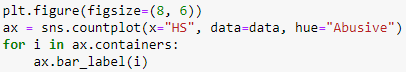 plt.figure(figsize=(8, 6))
ax = sns.countplot(x="HS", data=data, hue="Abusive")
for i in ax.containers:
    ax.bar_label(i)